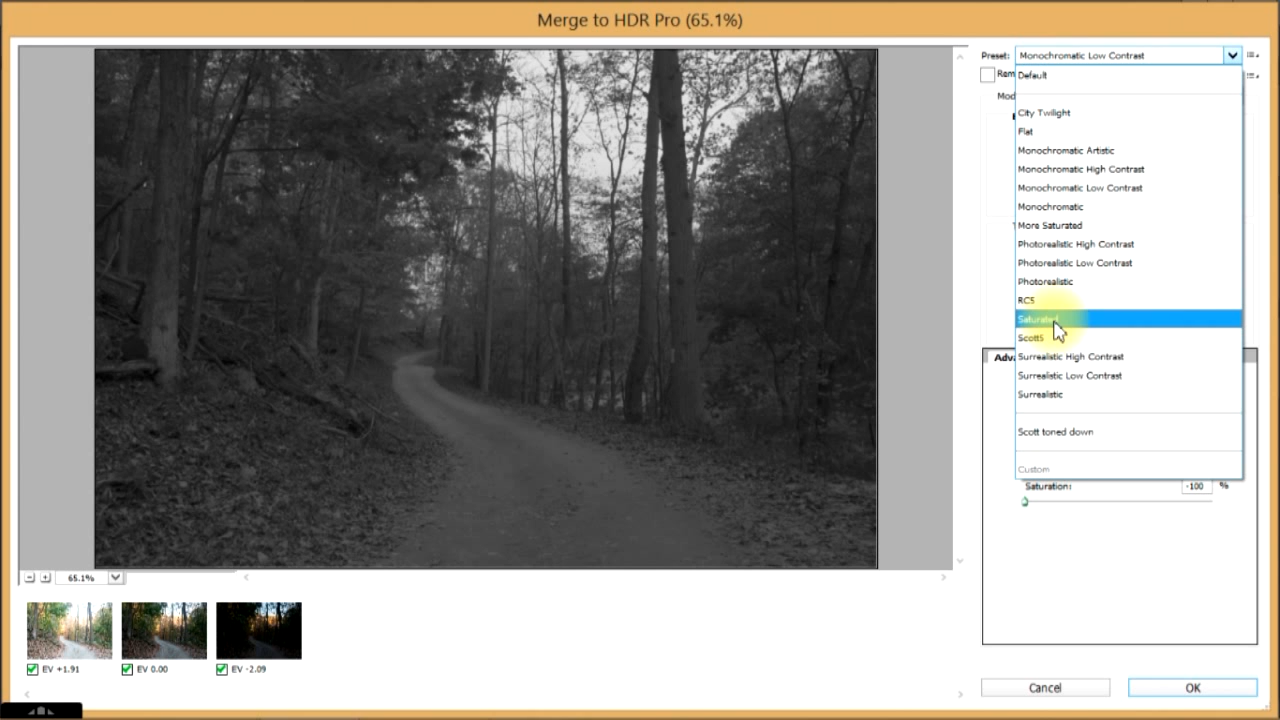 Merge to HDR Pro (65.1%)
Preset: Monochromatic Low Contrast
Rem
Default
Mod
City Twilight
Flat
Monochromatic Artistic
Monochromatic High Contrast
Monochromatic Low Contrast
Monochromatic
More Saturated
Photorealistic High Contrast
Photorealistic Low Contrast
Photorealistic
RC5
Saturated
Scott5
Adv
Surrealistic High Contrast
Surrealistic Low Contrast
Surrealistic
Scott toned down
Custom
Saturation: -100 %
65.1%
EV +1.91 EV 0.00 EV -2.09
Cancel OK